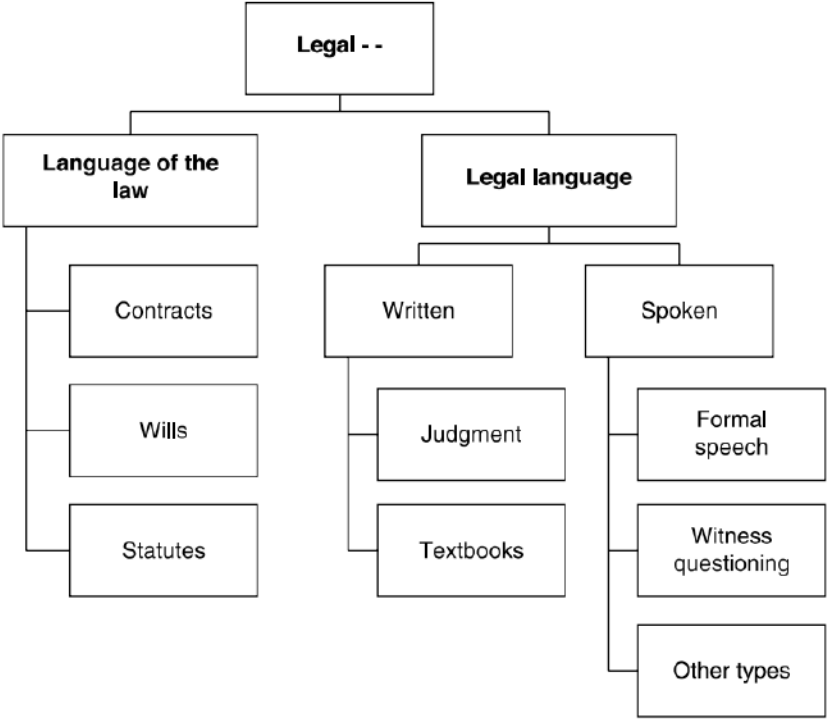 Legal - -
Language of the
law
Legal language
Contracts
Written
Spoken
Wills
Judgment
Formal
speech
Statutes
Textbooks
Witness
questioning
Other types